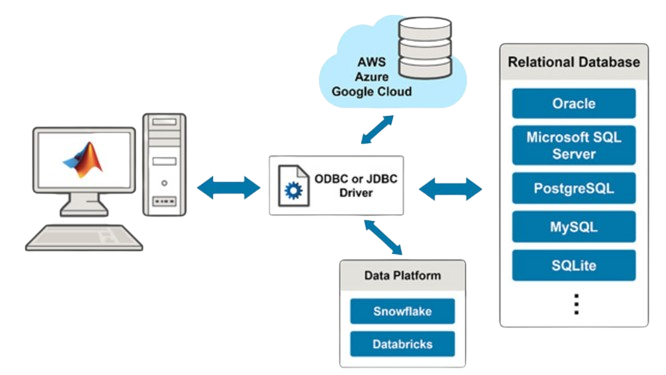 AWS
Azure
Google Cloud
ODBC or JDBC
Driver
Relational Database
Oracle
Microsoft SQL
Server
PostgreSQL
MySQL
SQLite
Data Platform
Snowflake
Databricks